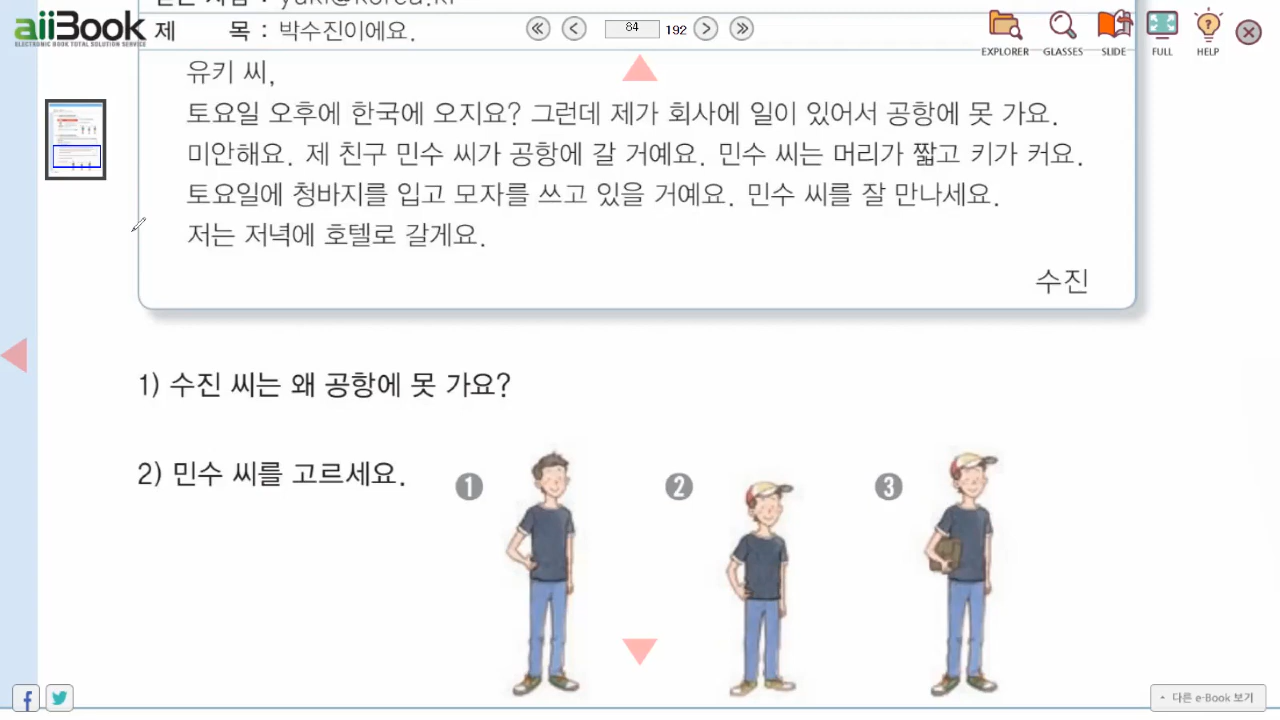 aiiBook
ELECTRONIC BOOK TOTAL SOLUTION SERVICE
제 목 : 박수진이에요.
84 192
EXPLORER GLASSES SLIDE FULL HELP
유키 씨,
토요일 오후에 한국에 오지요? 그런데 제가 회사에 일이 있어서 공항에 못 가요.
미안해요. 제 친구 민수 씨가 공항에 갈 거예요. 민수 씨는 머리가 짧고 키가 커요.
토요일에 청바지를 입고 모자를 쓰고 있을 거예요. 민수 씨를 잘 만나세요.
저는 저녁에 호텔로 갈게요.
수진
1) 수진 씨는 왜 공항에 못 가요?
2) 민수 씨를 고르세요.
1 2 3
다른 e-Book 보기